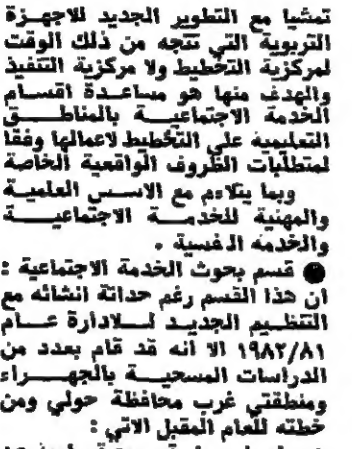 تمشيا مع التطوير الجديد للاجهزة
التربوية التي تتجه من ذلك الوقت
لمركزية التخطيط ولا مركزية التنفيذ
والهدف منها هو مساعدة اقسام
الخدمة الاجتماعية بالمناطق
التعليمية علي التخطيط لاعمالها وفقا
لمتطلبات الظروف الواقعية الخاصة
وبما يتلاءم مع الاسس العلمية
والمهنية للخدمة الاجتماعية
والخدمه النفسية .
● قسم بحوث الخدمة الاجتماعية :
ان هذا القسم رغم حداثة انشائه مع
التنظيم الجديد للادارة عام
١٩٨٢/٨١ الا أنه قد قام بعدد من
الدراسات المسحية بالجهراء
ومنطقتي غرب محافظة حولي ومن
خطته للعام المقبل الاتي :